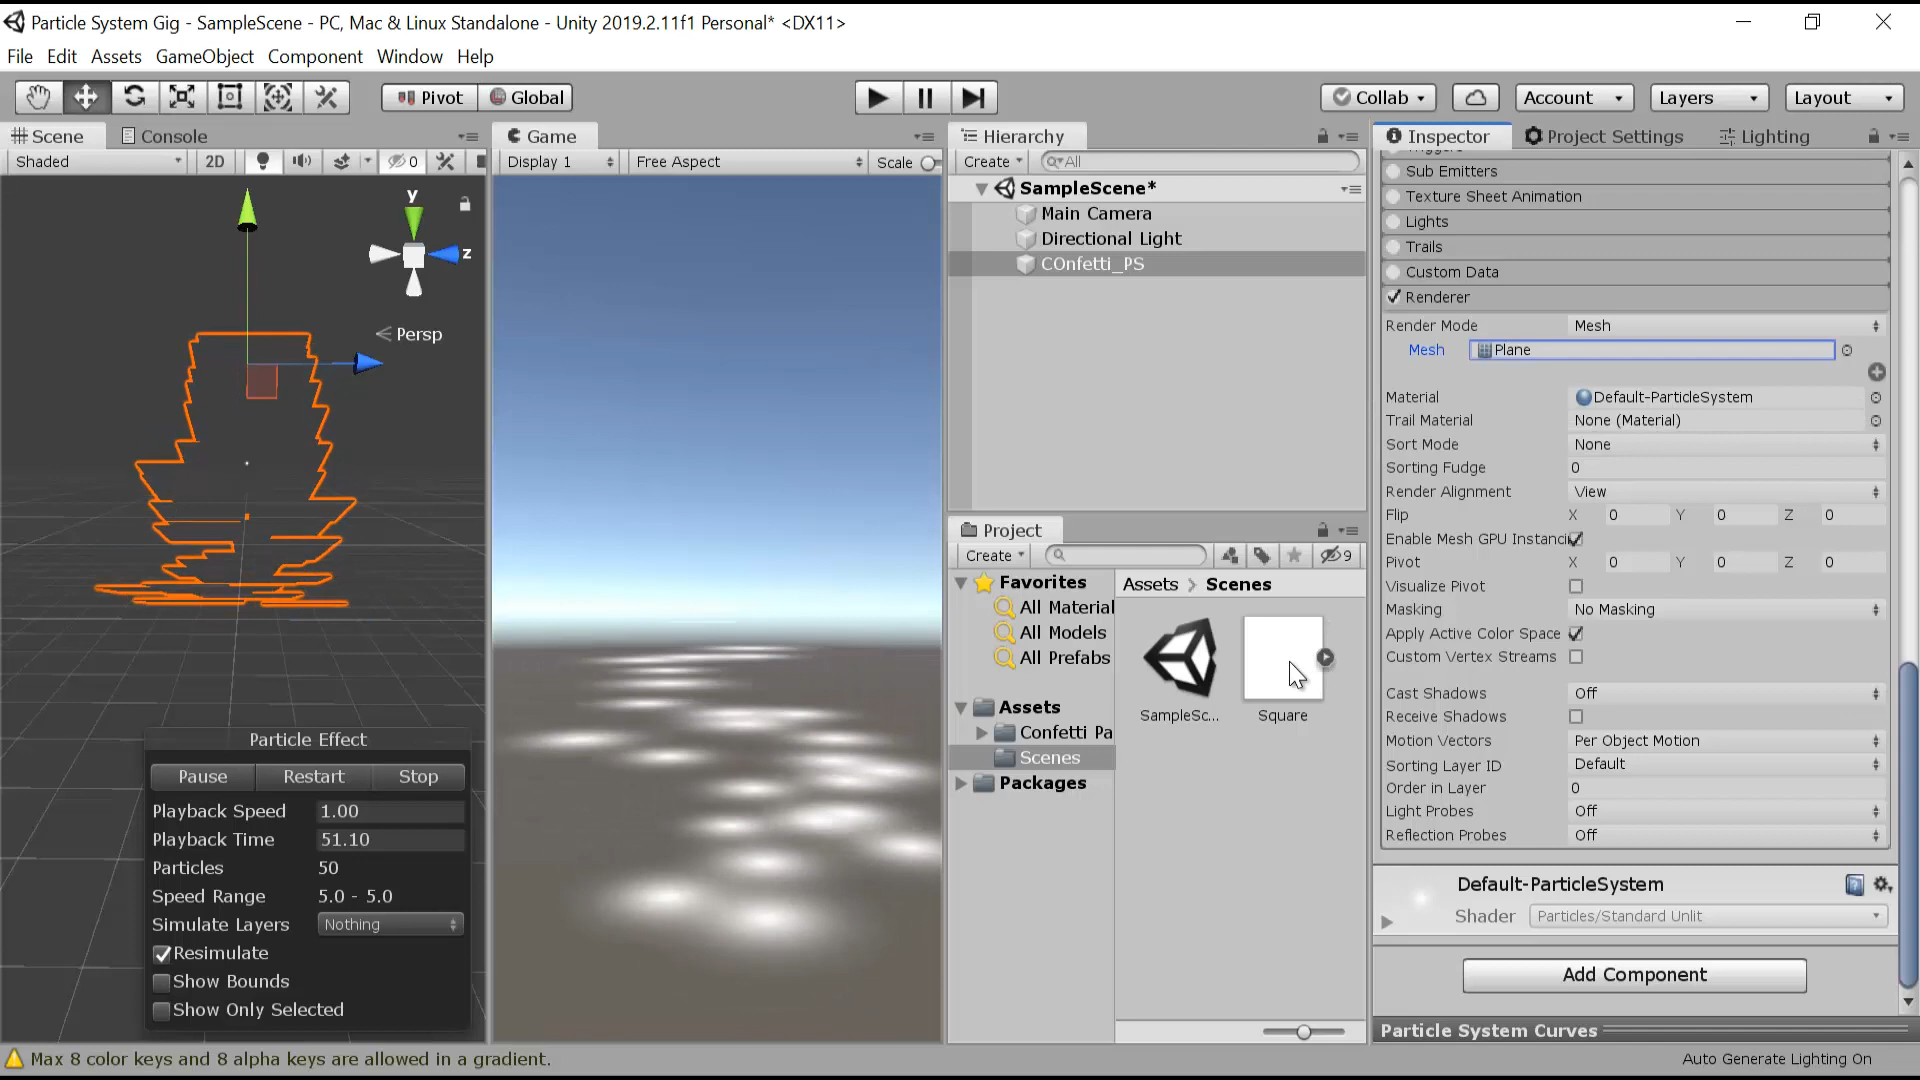 Particle System Gig - SampleScene - PC, Mac & Linux Standalone - Unity 2019.2.11f1 Personal* <DX11>
File Edit Assets GameObject Component Window Help
Pivot Global Collab Account Layers Layout
Scene Console
Shaded 2D 0
Game
Display 1 Free Aspect Scale
Hierarchy
Create All
SampleScene*
Main Camera
Directional Light
COnfetti_PS
Project
Create 9
Favorites
All Material
All Models
All Prefabs
Assets
Confetti Pa
Scenes
Packages
Assets > Scenes
SampleSc...
Square
Inspector Project Settings Lighting
Sub Emitters
Texture Sheet Animation
Lights
Trails
Custom Data
Renderer
Render Mode Mesh
Mesh Plane
Material Default-ParticleSystem
Trail Material None (Material)
Sort Mode None
Sorting Fudge 0
Render Alignment View
Flip X 0 Y 0 Z 0
Enable Mesh GPU Instanci
Pivot X 0 Y 0 Z 0
Visualize Pivot
Masking No Masking
Apply Active Color Space
Custom Vertex Streams
Cast Shadows Off
Receive Shadows
Motion Vectors Per Object Motion
Sorting Layer ID Default
Order in Layer 0
Light Probes Off
Reflection Probes Off
Default-ParticleSystem
Shader Particles/Standard Unlit
Add Component
Particle System Curves
y
z
Persp
Particle Effect
Pause Restart Stop
Playback Speed 1.00
Playback Time 51.10
Particles 50
Speed Range 5.0 - 5.0
Simulate Layers Nothing
Resimulate
Show Bounds
Show Only Selected
Max 8 color keys and 8 alpha keys are allowed in a gradient.
Auto Generate Lighting On